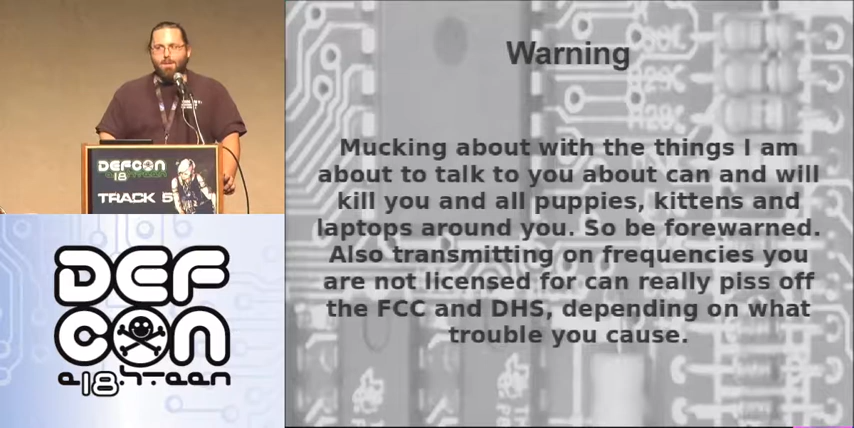 DEFCON
18
TRACK 5
DEF
CON
e18hteen
Warning
Mucking about with the things I am
about to talk to you about can and will
kill you and all puppies, kittens and
laptops around you. So be forewarned.
Also transmitting on frequencies you
are not licensed for can really piss off
the FCC and DHS, depending on what
trouble you cause.